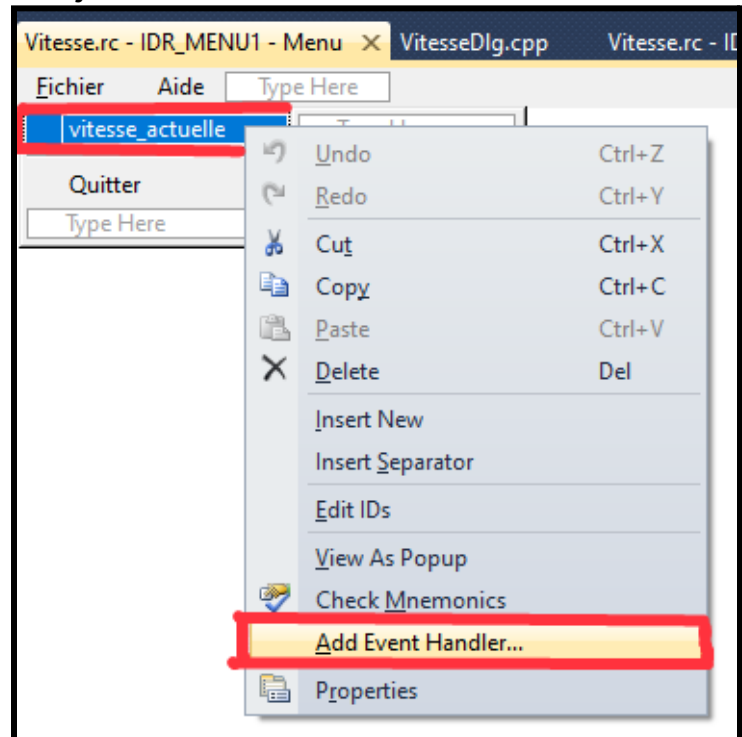 Vitesse.rc - IDR_MENU1 - Menu VitesseDlg.cpp Vitesse.rc - ID
Fichier Aide Type Here
vitesse_actuelle
Quitter
Type Here
Undo Ctrl+Z
Redo Ctrl+Y
Cut Ctrl+X
Copy Ctrl+C
Paste Ctrl+V
Delete Del
Insert New
Insert Separator
Edit IDs
View As Popup
Check Mnemonics
Add Event Handler...
Properties